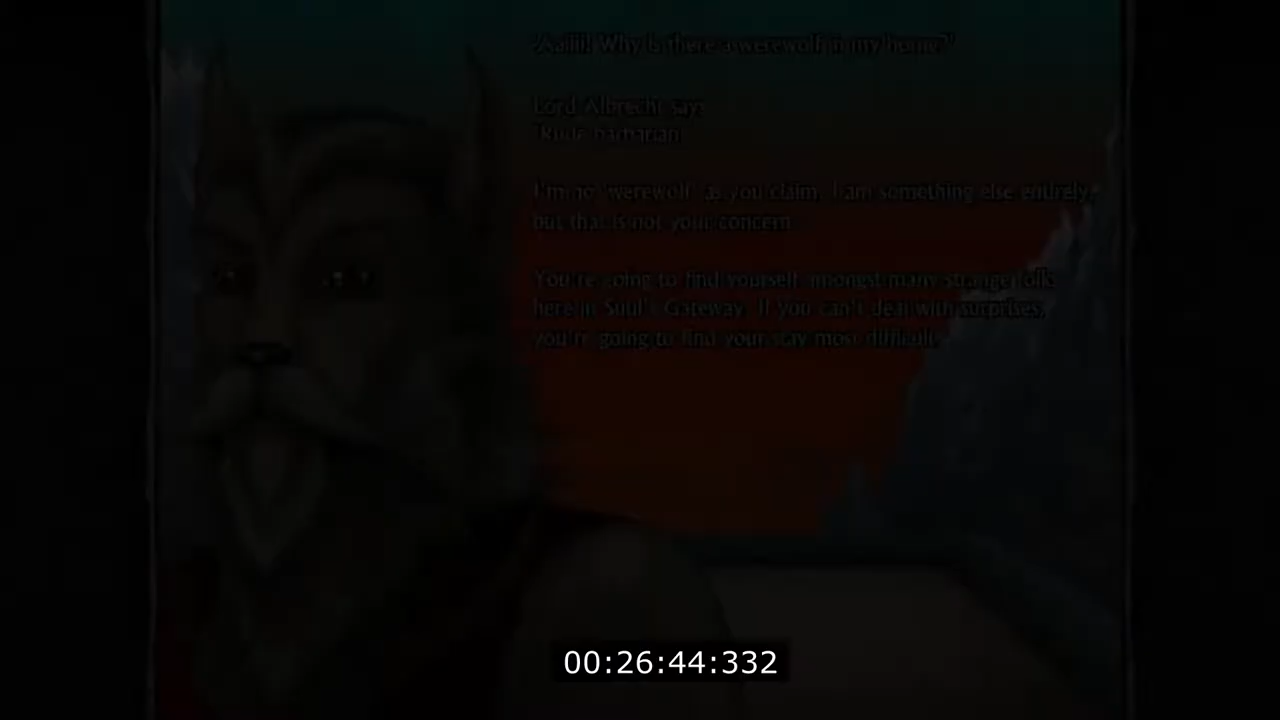 "Aaiiii! Why is there a werewolf in my home?"
Lord Albrecht says
"Rude barbarian.
I'm no 'werewolf' as you claim. I am something else entirely,
but that is not your concern.
You're going to find yourself amongst many strange folks
here in Soul's Gateway. If you can't deal with surprises,
you're going to find your stay most difficult.
00:26:44:332